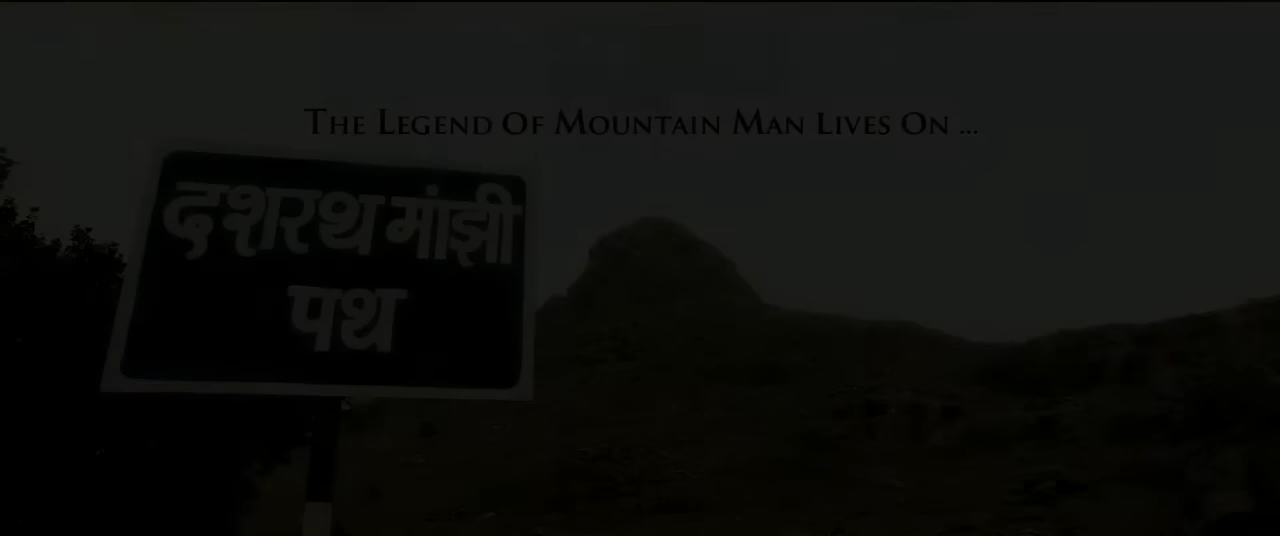 The Legend Of Mountain Man Lives On ...
दशरथ मांझी
पथ